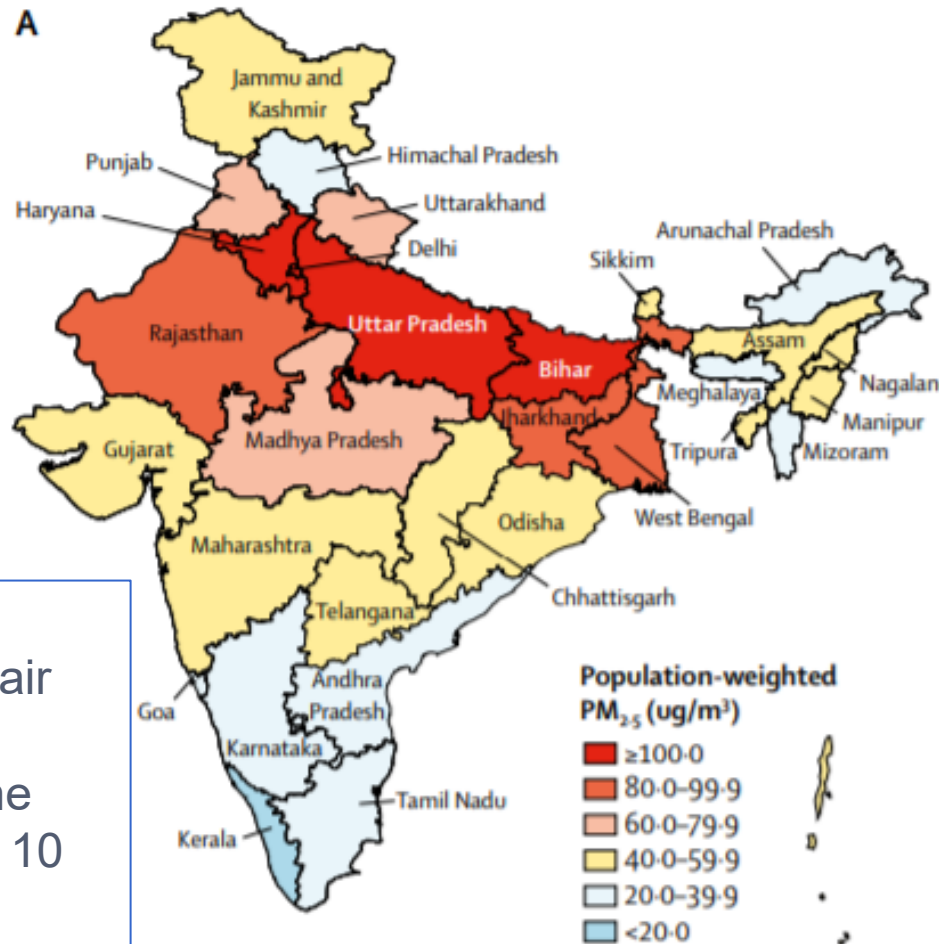 A
Jammu and
Kashmir
Punjab
Himachal Pradesh
Haryana
Uttarakhand
Delhi
Arunachal Pradesh
Sikkim
Rajasthan
Uttar Pradesh
Bihar
Assam
Meghalaya
Nagalan
Manipur
Jharkhand
Gujarat
Madhya Pradesh
Tripura
Mizoram
West Bengal
Odisha
Maharashtra
Chhattisgarh
Telangana
air
Goa
Andhra
Pradesh
Karnataka
ne
10
Kerala
Tamil Nadu
Population-weighted
PM2·5 (ug/m³)
≥100·0
80·0–99·9
60·0–79·9
40·0–59·9
20·0–39·9
<20·0